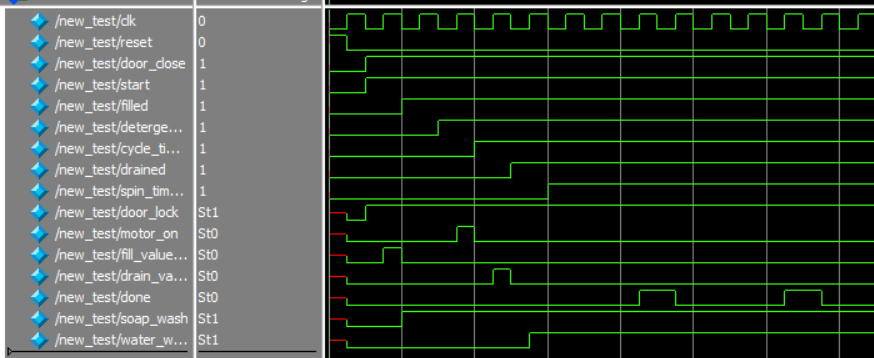 /new_test/clk 0
/new_test/reset 0
/new_test/door_close 1
/new_test/start 1
/new_test/filled 1
/new_test/deterge... 1
/new_test/cycle_ti... 1
/new_test/drained 1
/new_test/spin_tim... 1
/new_test/door_lock St1
/new_test/motor_on St0
/new_test/fill_value... St0
/new_test/drain_va... St0
/new_test/done St0
/new_test/soap_wash St1
/new_test/water_w... St1